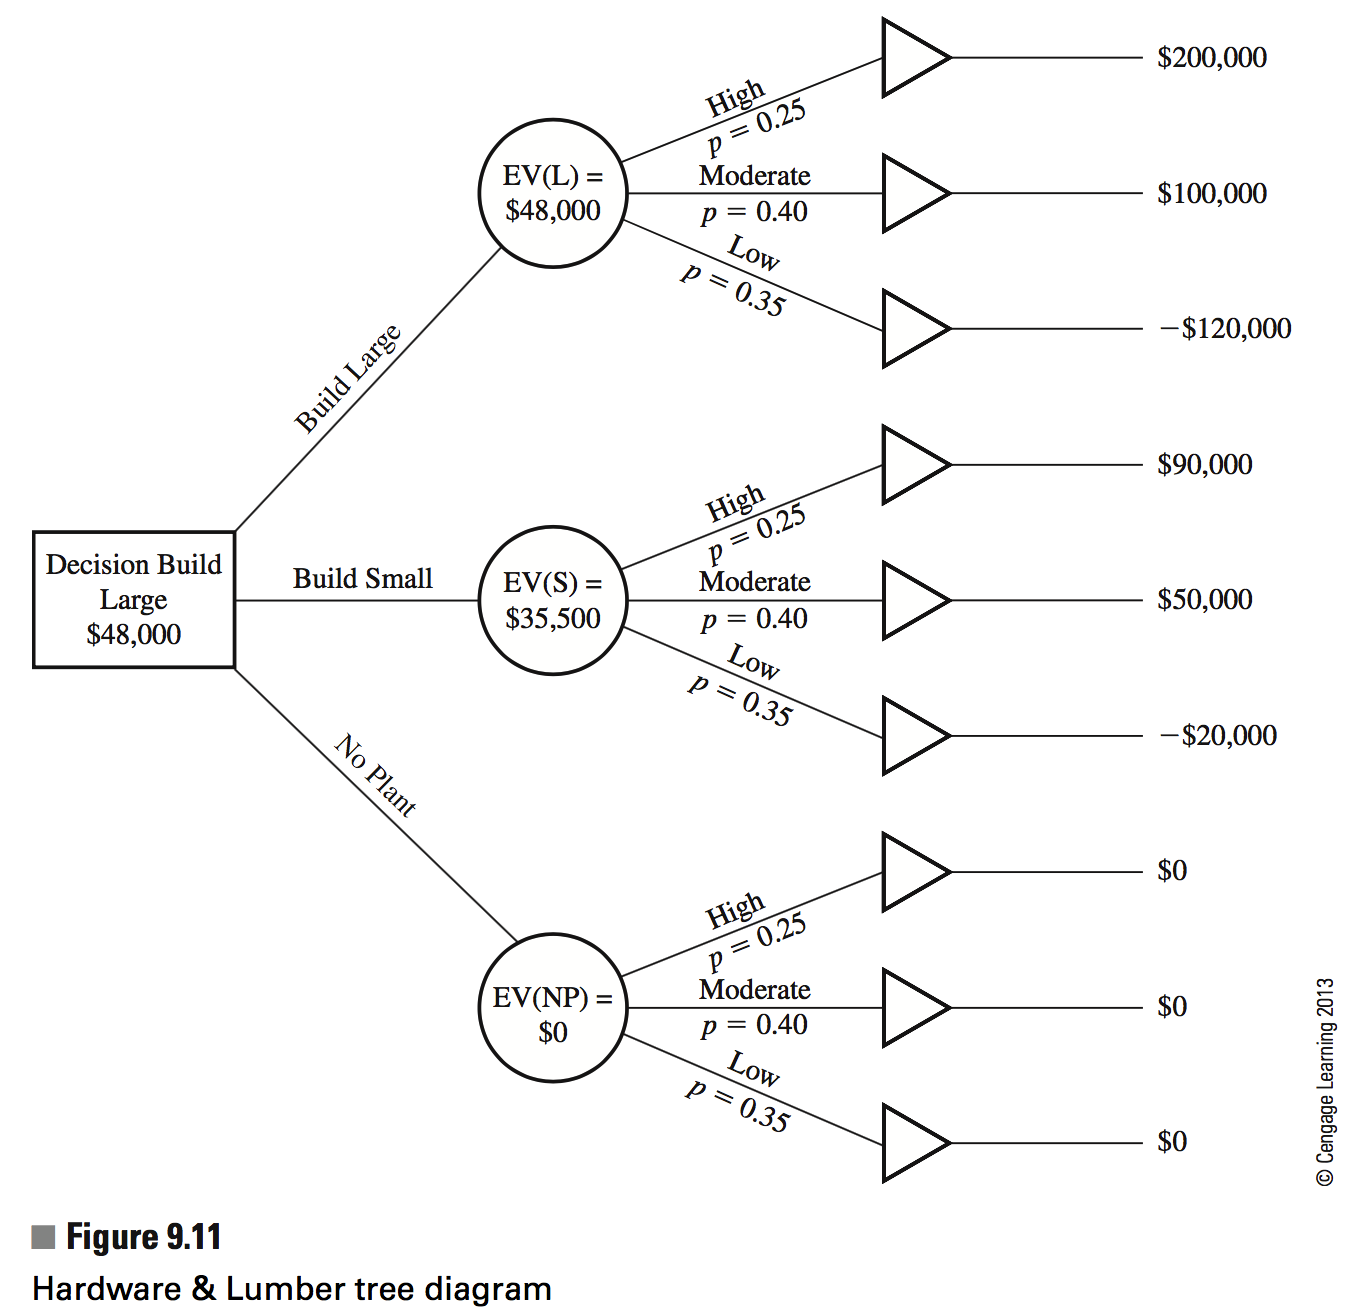 High
p = 0.25
$200,000
EV(L) =
$48,000
Moderate
p = 0.40
$100,000
Low
p = 0.35
−$120,000
Build Large
High
p = 0.25
$90,000
Decision Build
Large
$48,000
Build Small
EV(S) =
$35,500
Moderate
p = 0.40
$50,000
Low
p = 0.35
−$20,000
No Plant
High
p = 0.25
$0
EV(NP) =
$0
Moderate
p = 0.40
$0
Low
p = 0.35
$0
© Cengage Learning 2013
Figure 9.11
Hardware & Lumber tree diagram